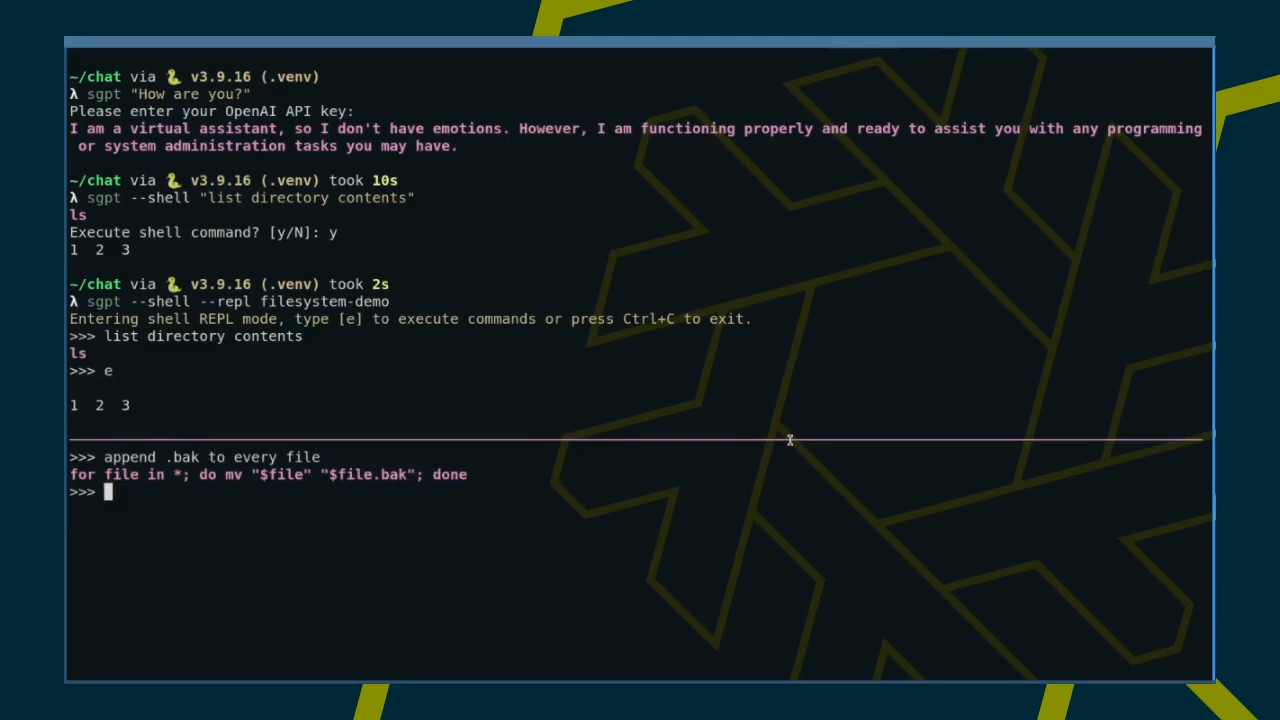 ~/chat via 🐍 v3.9.16 (.venv)
λ sgpt "How are you?"
Please enter your OpenAI API key:
I am a virtual assistant, so I don't have emotions. However, I am functioning properly and ready to assist you with any programming
or system administration tasks you may have.
~/chat via 🐍 v3.9.16 (.venv) took 10s
λ sgpt --shell "list directory contents"
ls
Execute shell command? [y/N]: y
1 2 3
~/chat via 🐍 v3.9.16 (.venv) took 2s
λ sgpt --shell --repl filesystem-demo
Entering shell REPL mode, type [e] to execute commands or press Ctrl+C to exit.
>>> list directory contents
ls
>>> e
1 2 3
>>> append .bak to every file
for file in *; do mv "$file" "$file.bak"; done
>>>